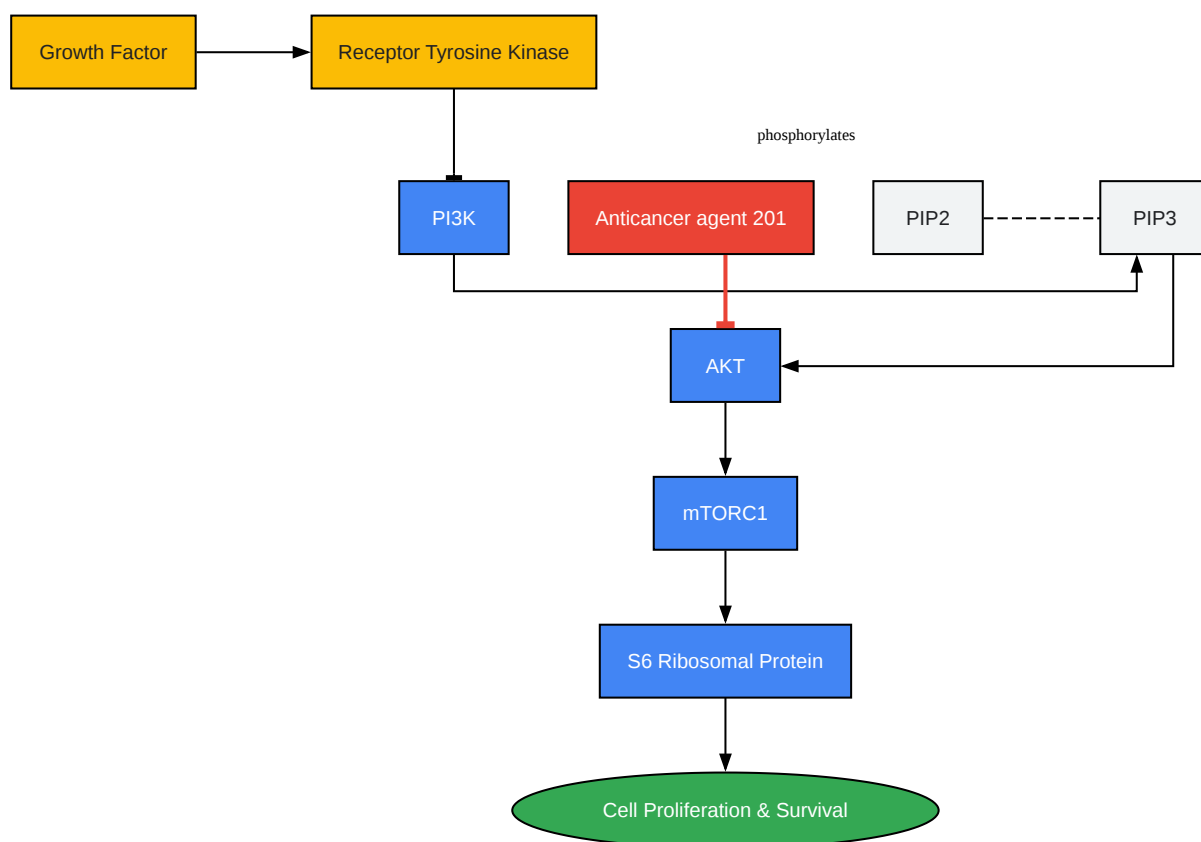 Growth Factor
Receptor Tyrosine Kinase
phosphorylates
PI3K
Anticancer agent 201
PIP2
PIP3
AKT
mTORC1
S6 Ribosomal Protein
Cell Proliferation & Survival